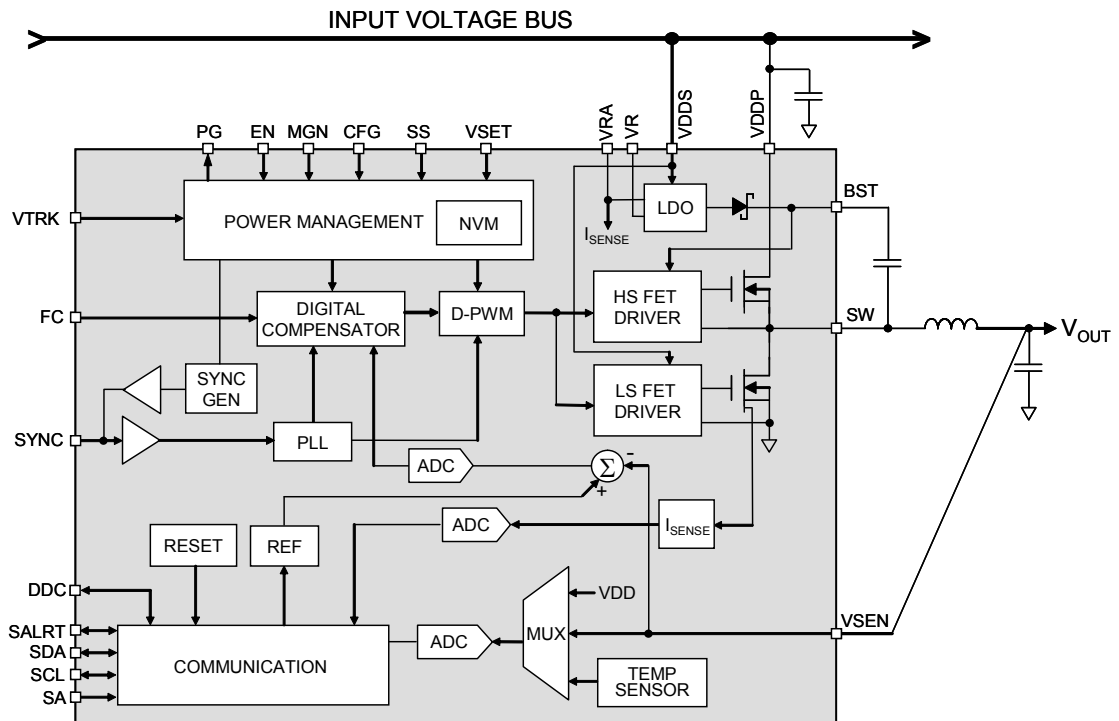 INPUT VOLTAGE BUS
PG
EN
MGN
CFG
SS
VSET
VRA
VR
VDDS
VDDP
VTRK
POWER MANAGEMENT
NVM
LDO
BST
I_SENSE
FC
DIGITAL
COMPENSATOR
D-PWM
HS FET
DRIVER
SW
V_OUT
SYNC
GEN
LS FET
DRIVER
SYNC
PLL
ADC
Σ
-
+
ADC
I_SENSE
RESET
REF
DDC
VDD
SALRT
SDA
SCL
SA
COMMUNICATION
ADC
MUX
VSEN
TEMP
SENSOR